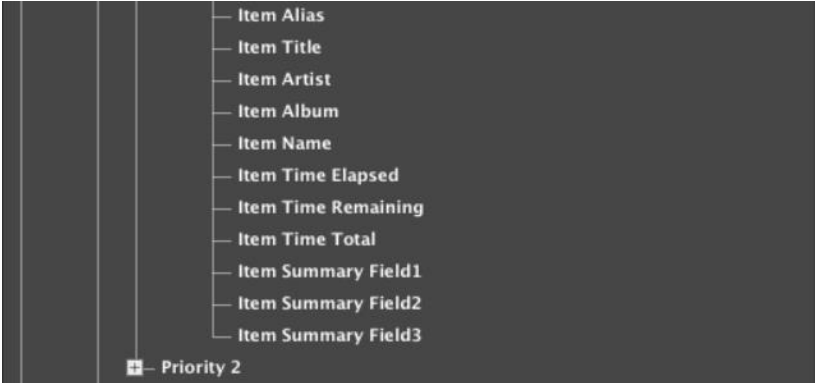 Item Alias
Item Title
Item Artist
Item Album
Item Name
Item Time Elapsed
Item Time Remaining
Item Time Total
Item Summary Field1
Item Summary Field2
Item Summary Field3
Priority 2